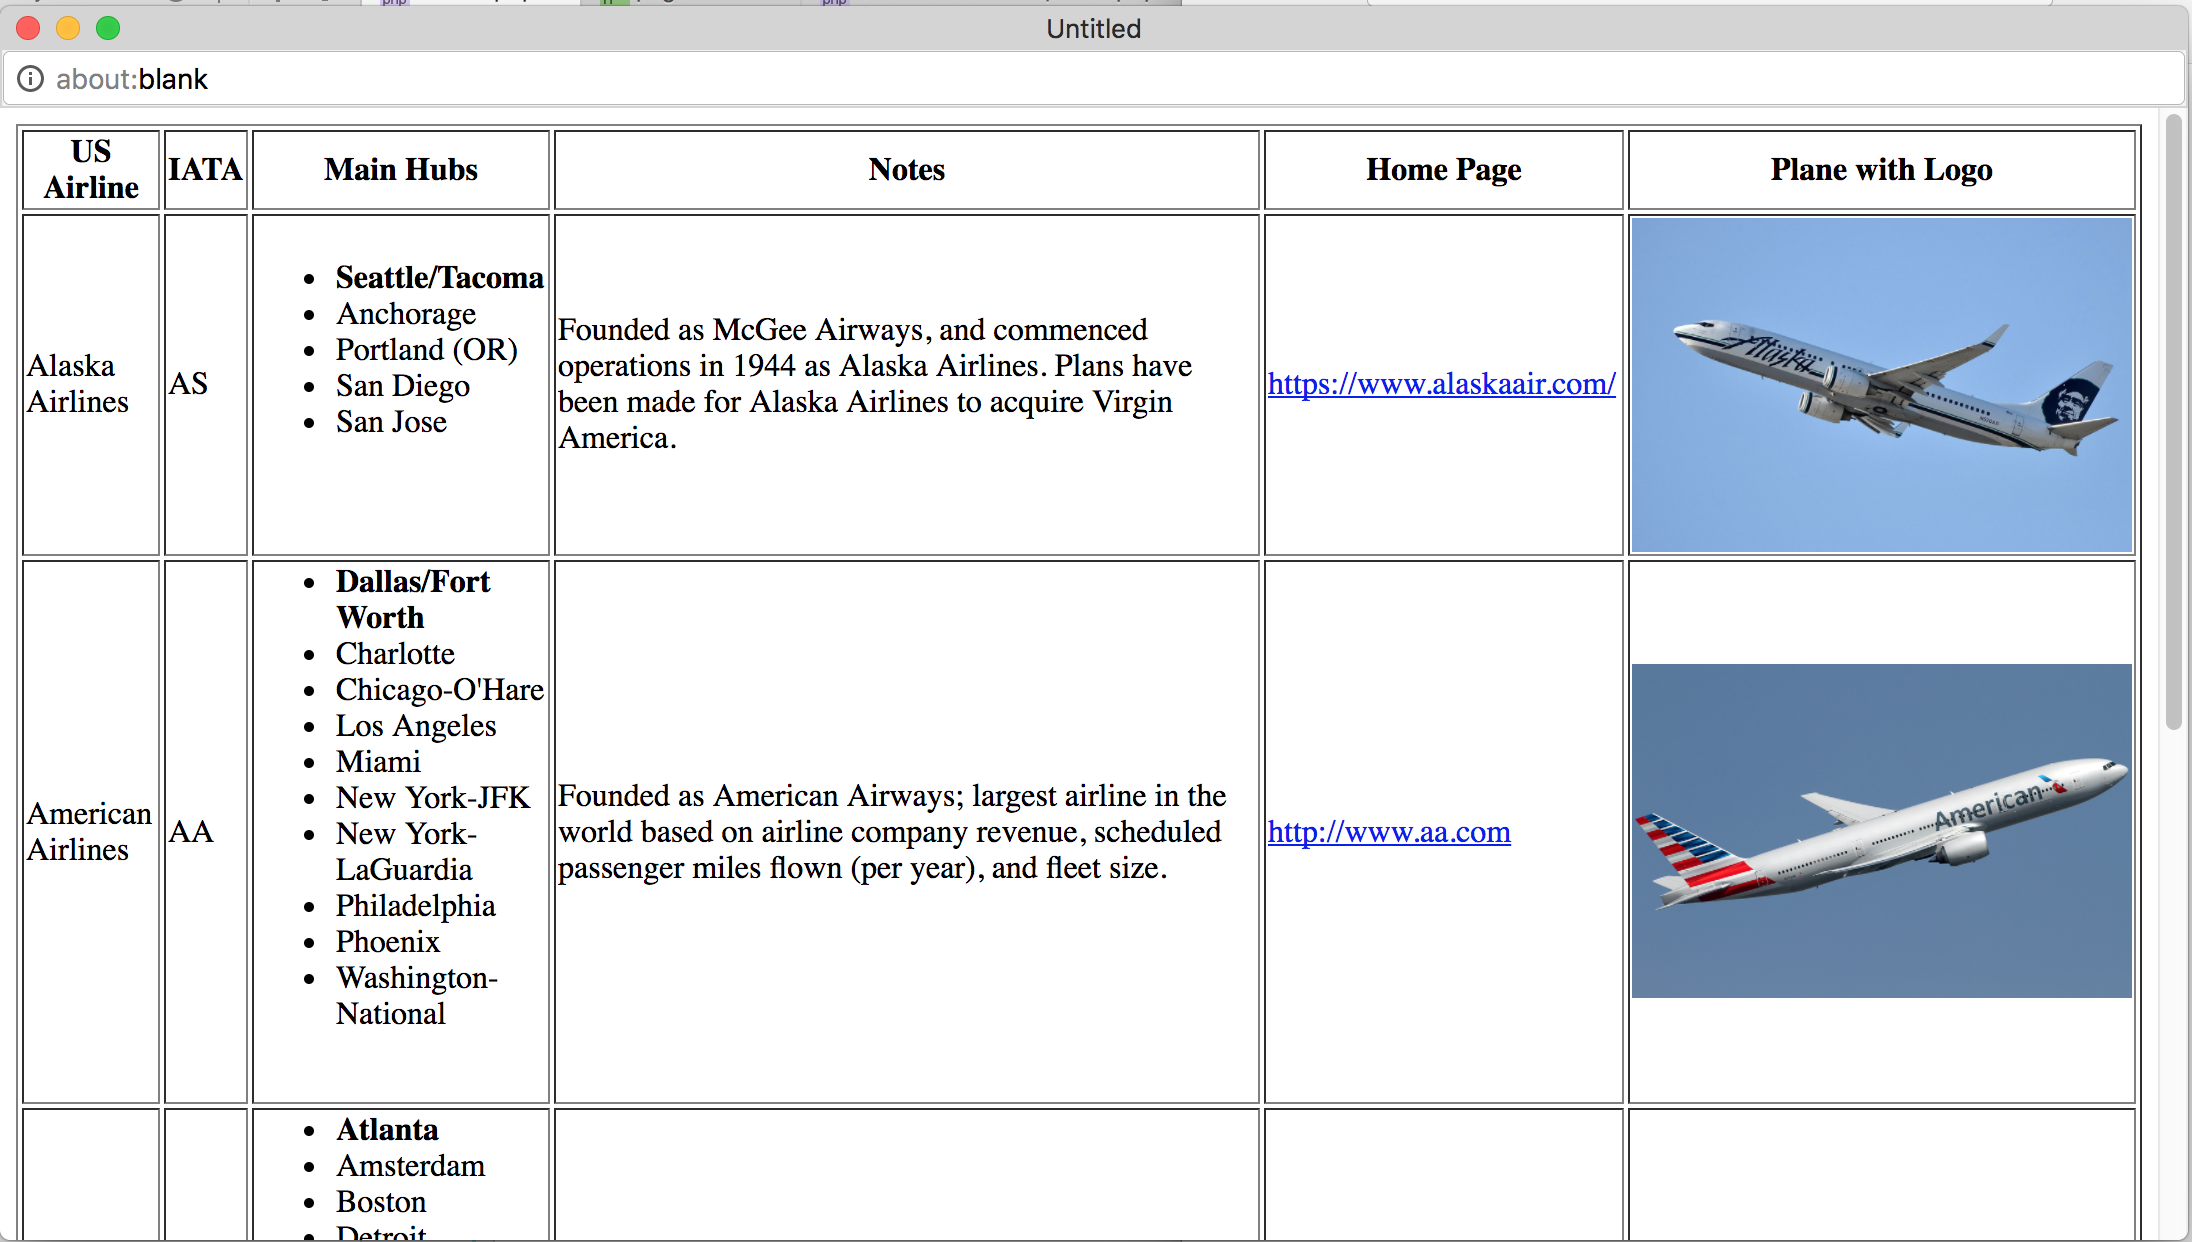 Untitled
about:blank
US
Airline
IATA
Main Hubs
Notes
Home Page
Plane with Logo
Alaska
Airlines
AS
Seattle/Tacoma
Anchorage
Portland (OR)
San Diego
San Jose
Founded as McGee Airways, and commenced
operations in 1944 as Alaska Airlines. Plans have
been made for Alaska Airlines to acquire Virgin
America.
https://www.alaskaair.com/
Alaska
American
Airlines
AA
Dallas/Fort
Worth
Charlotte
Chicago-O'Hare
Los Angeles
Miami
New York-JFK
New York-
LaGuardia
Philadelphia
Phoenix
Washington-
National
Founded as American Airways; largest airline in the
world based on airline company revenue, scheduled
passenger miles flown (per year), and fleet size.
http://www.aa.com
American
Atlanta
Amsterdam
Boston
Detroit